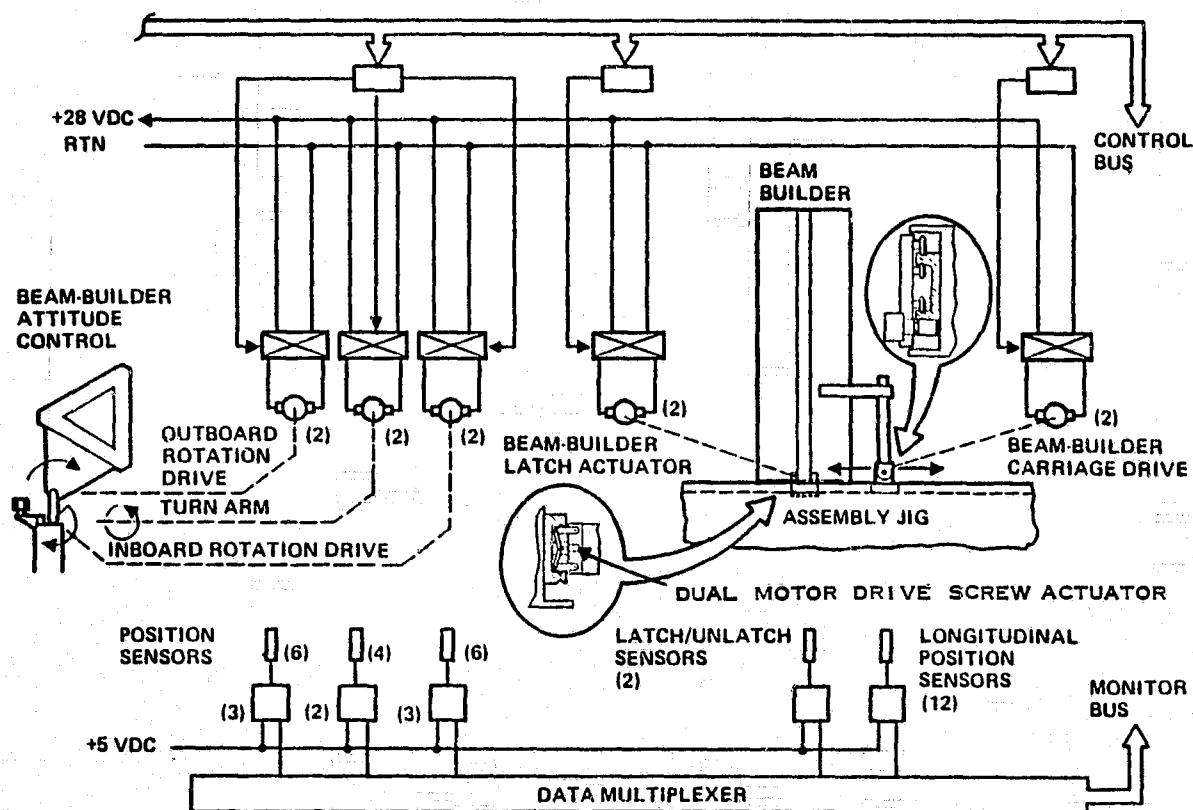 +28 VDC
RTN
CONTROL
BUS
BEAM
BUILDER
BEAM-BUILDER
ATTITUDE
CONTROL
(2)
(2)
(2)
(2)
(2)
OUTBOARD
ROTATION
DRIVE
TURN ARM
INBOARD ROTATION DRIVE
BEAM-BUILDER
LATCH ACTUATOR
BEAM-BUILDER
CARRIAGE DRIVE
ASSEMBLY JIG
DUAL MOTOR DRIVE SCREW ACTUATOR
POSITION
SENSORS
(6)
(4)
(6)
(3)
(2)
(3)
LATCH/UNLATCH
SENSORS
(2)
LONGITUDINAL
POSITION
SENSORS
(12)
MONITOR
BUS
+5 VDC
DATA MULTIPLEXER